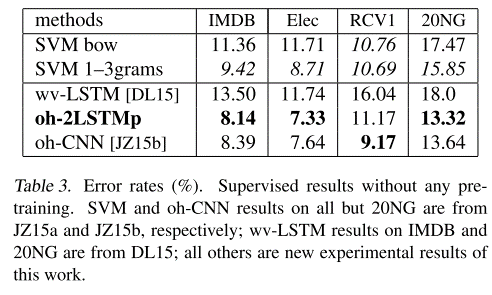 methods IMDB Elec RCV1 20NG
SVM bow 11.36 11.71 10.76 17.47
SVM 1–3grams 9.42 8.71 10.69 15.85
wv-LSTM [DL15] 13.50 11.74 16.04 18.0
oh-2LSTMp 8.14 7.33 11.17 13.32
oh-CNN [JZ15b] 8.39 7.64 9.17 13.64
Table 3. Error rates (%). Supervised results without any pre-
training. SVM and oh-CNN results on all but 20NG are from
JZ15a and JZ15b, respectively; wv-LSTM results on IMDB and
20NG are from DL15; all others are new experimental results of
this work.